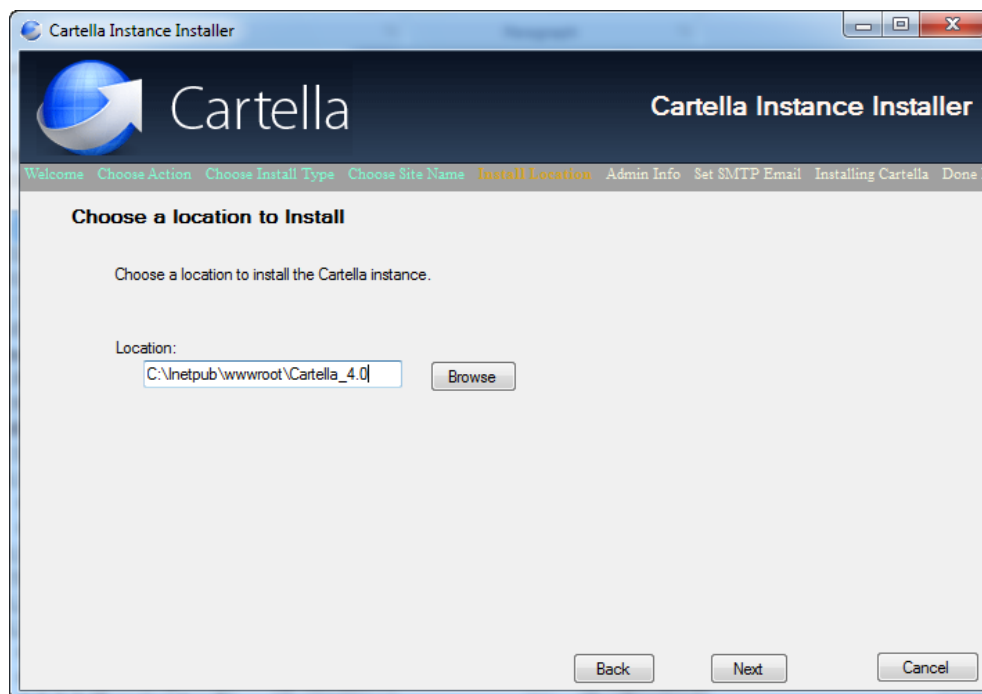 Cartella Instance Installer
Cartella
Cartella Instance Installer
Welcome Choose Action Choose Install Type Choose Site Name Install Location Admin Info Set SMTP Email Installing Cartella Done
Choose a location to Install
Choose a location to install the Cartella instance.
Location:
C:\Inetpub\wwwroot\Cartella_4.0
Browse
Back Next Cancel